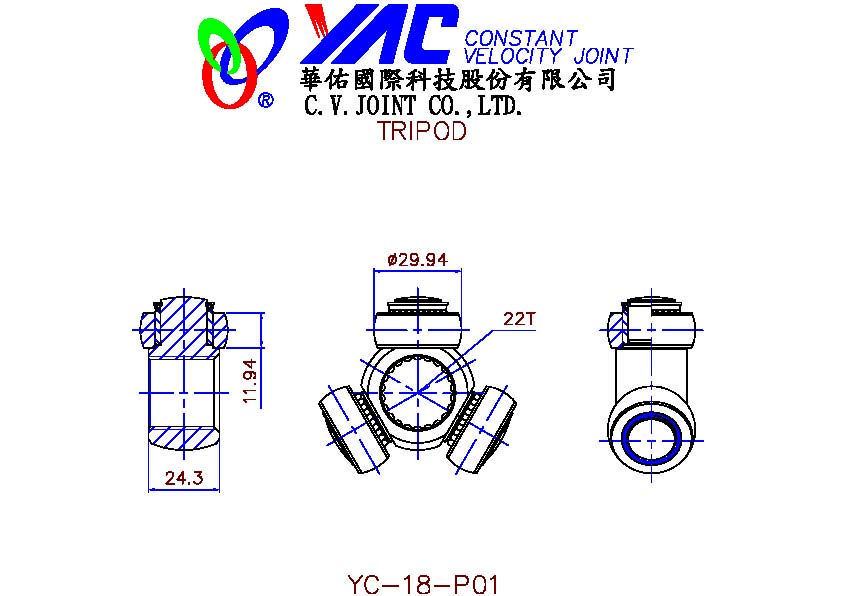 YAC CONSTANT
VELOCITY JOINT
®
華佑國際科技股份有限公司
C.V.JOINT CO.,LTD.
TRIPOD
ø29.94
22T
11.94
24.3
YC-18-P01